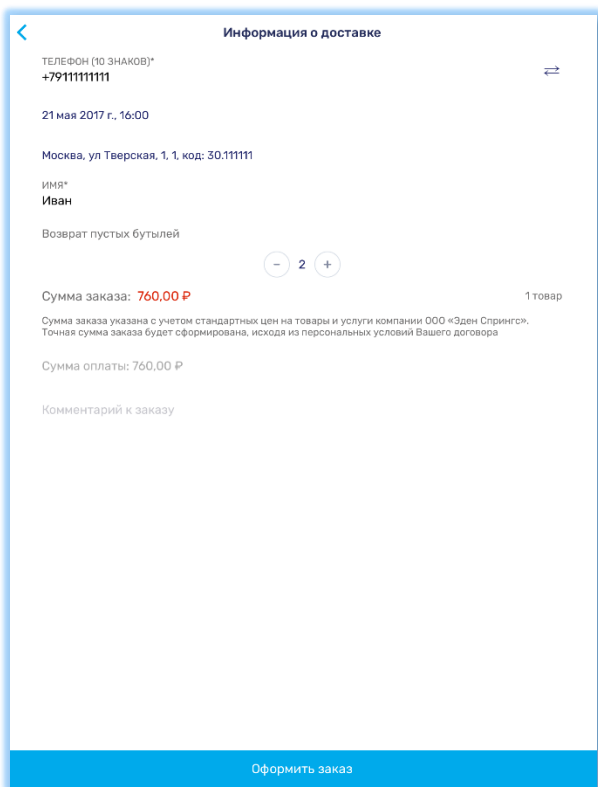 Информация о доставке
ТЕЛЕФОН (10 ЗНАКОВ)*
+79111111111
21 мая 2017 г., 16:00
Москва, ул Тверская, 1, 1, код: 30.111111
ИМЯ*
Иван
Возврат пустых бутылей
- 2 +
Сумма заказа: 760,00 ₽ 1 товар
Сумма заказа указана с учетом стандартных цен на товары и услуги компании ООО «Эден Спрингс».
Точная сумма заказа будет сформирована, исходя из персональных условий Вашего договора
Сумма оплаты: 760,00 ₽
Комментарий к заказу
Оформить заказ